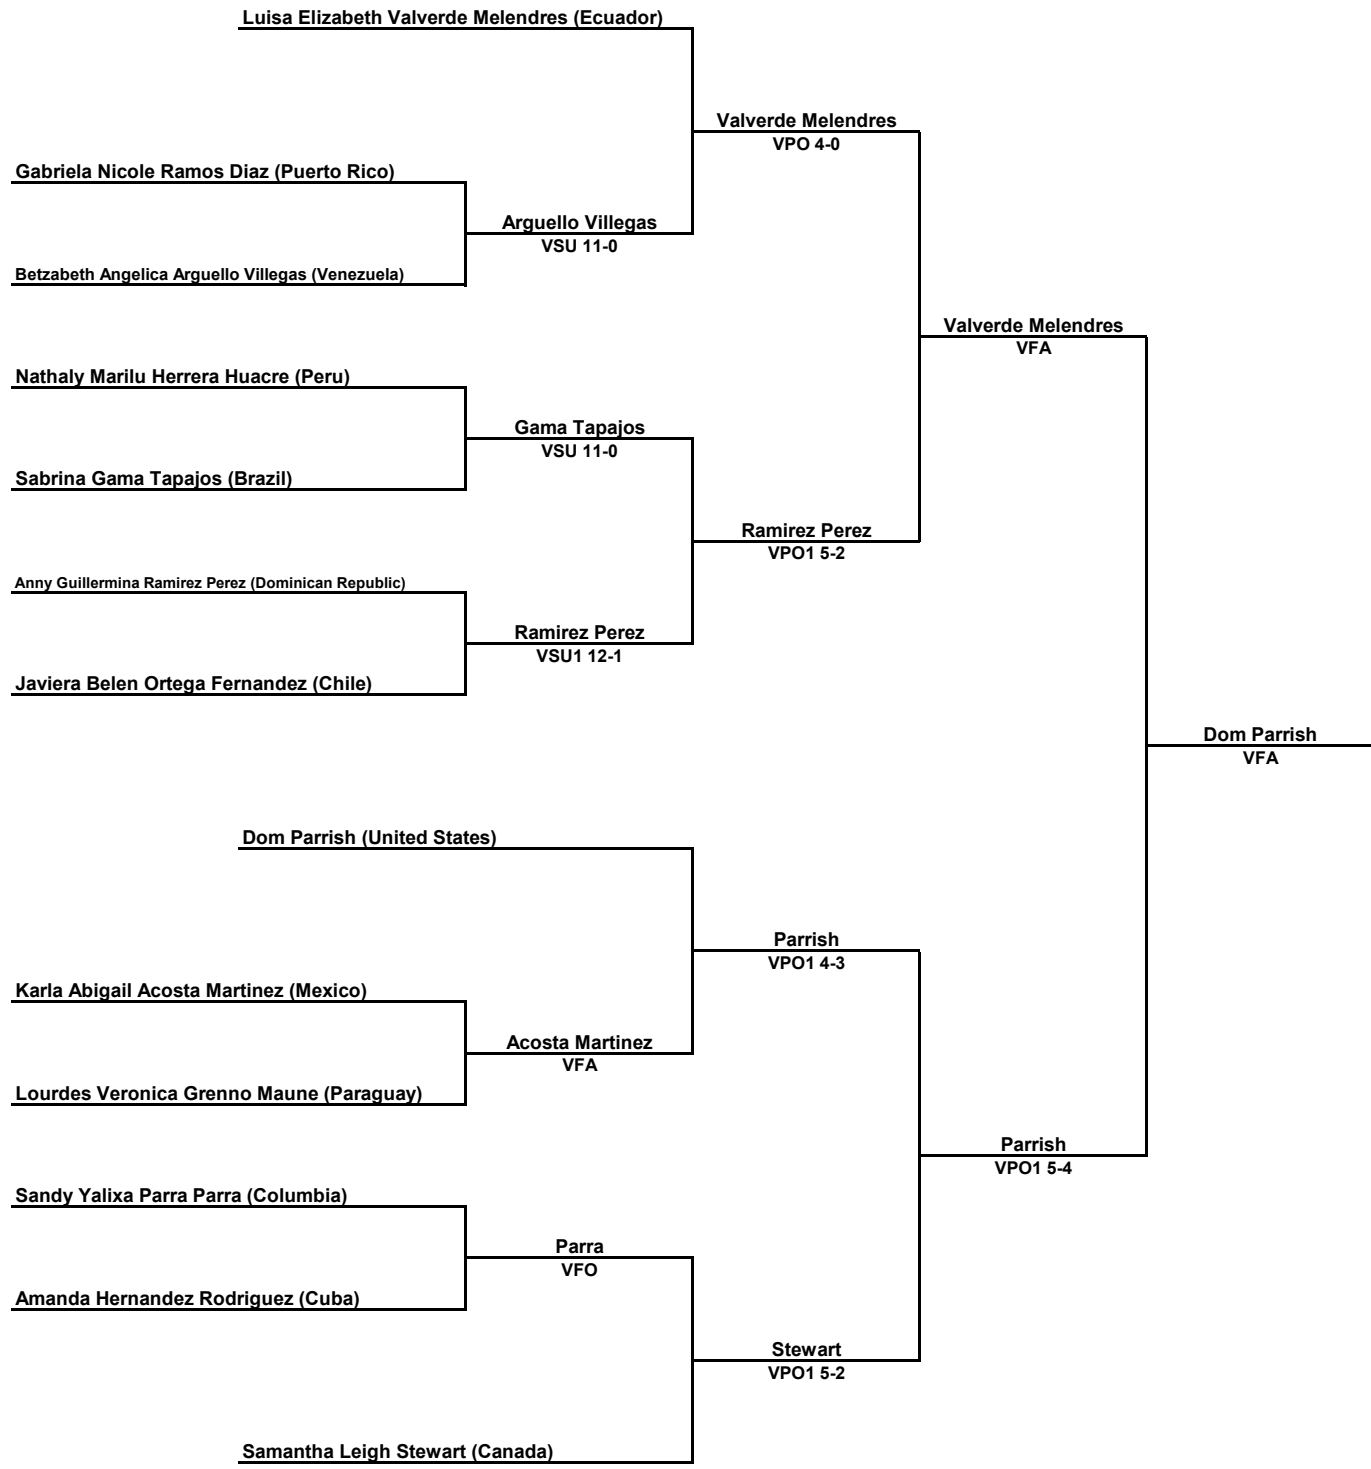 Luisa Elizabeth Valverde Melendres (Ecuador)
Valverde Melendres
VPO 4-0
Gabriela Nicole Ramos Diaz (Puerto Rico)
Arguello Villegas
VSU 11-0
Betzabeth Angelica Arguello Villegas (Venezuela)
Valverde Melendres
VFA
Nathaly Marilu Herrera Huacre (Peru)
Gama Tapajos
VSU 11-0
Sabrina Gama Tapajos (Brazil)
Ramirez Perez
VPO1 5-2
Anny Guillermina Ramirez Perez (Dominican Republic)
Ramirez Perez
VSU1 12-1
Javiera Belen Ortega Fernandez (Chile)
Dom Parrish
VFA
Dom Parrish (United States)
Parrish
VPO1 4-3
Karla Abigail Acosta Martinez (Mexico)
Acosta Martinez
VFA
Lourdes Veronica Grenno Maune (Paraguay)
Parrish
VPO1 5-4
Sandy Yalixa Parra Parra (Columbia)
Parra
VFO
Amanda Hernandez Rodriguez (Cuba)
Stewart
VPO1 5-2
Samantha Leigh Stewart (Canada)